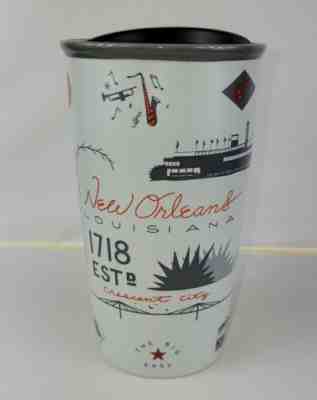 New Orleans
LOUISIANA
1718
ESTD
Crescent City
THE BIG
EASY